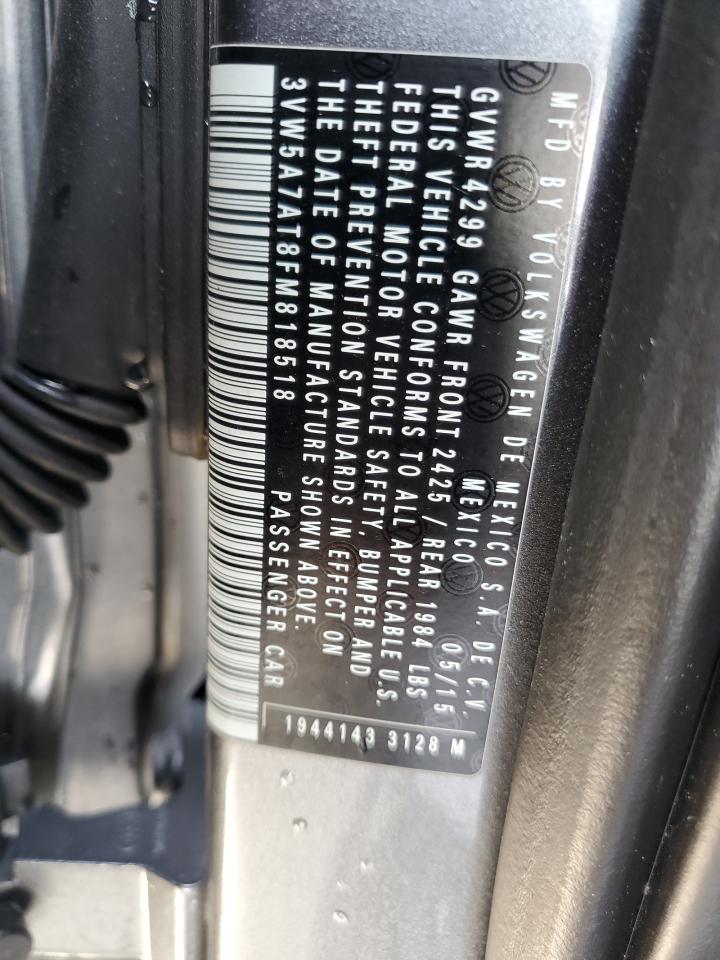 MFD BY VOLKSWAGEN DE MEXICO S.A. DE C.V.
MEXICO 05/15
GVWR 4299 GAWR FRONT 2425 / REAR 1984 LBS
THIS VEHICLE CONFORMS TO ALL APPLICABLE U.S.
FEDERAL MOTOR VEHICLE SAFETY, BUMPER AND
THEFT PREVENTION STANDARDS IN EFFECT ON
THE DATE OF MANUFACTURE SHOWN ABOVE.
3VW5A7AT8FM818518 PASSENGER CAR
1944143 3128 M